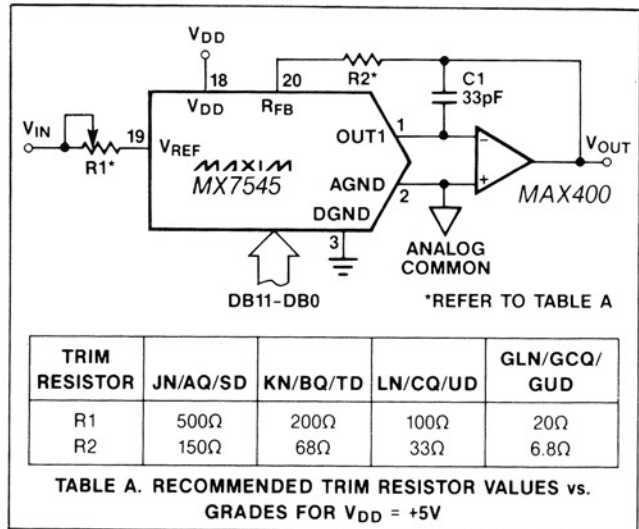 VDD
18
20
R2*
C1
33pF
VDD
RFB
VIN
R1*
19
VREF
OUT1
1
VOUT
MAXIM
MX7545
AGND
2
MAX400
DGND
3
ANALOG
COMMON
DB11-DB0
*REFER TO TABLE A
-
+
TRIM RESISTOR JN/AQ/SD KN/BQ/TD LN/CQ/UD GLN/GCQ/GUD
R1 500Ω 200Ω 100Ω 20Ω
R2 150Ω 68Ω 33Ω 6.8Ω
TABLE A. RECOMMENDED TRIM RESISTOR VALUES vs.
GRADES FOR VDD = +5V